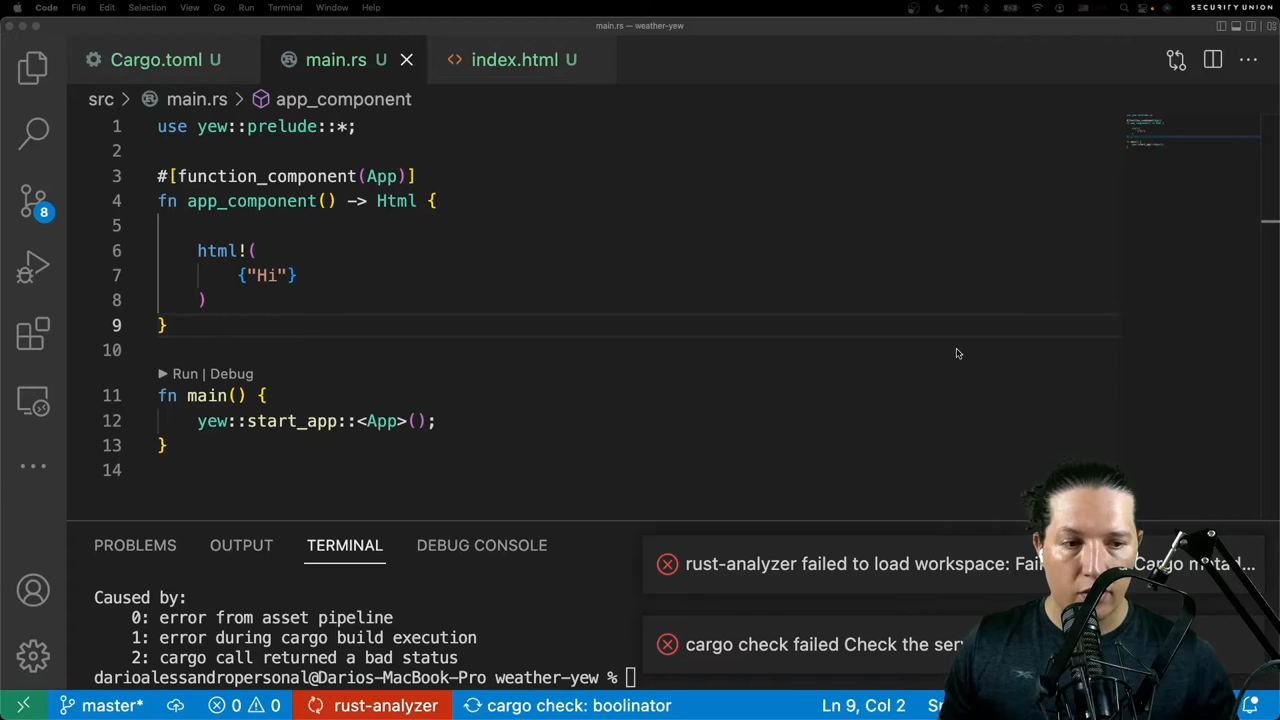 Code File Edit Selection View Go Run Terminal Window Help
SECURITY UNION
main.rs — weather-yew
Cargo.toml U
main.rs U
index.html U
src > main.rs > app_component
1 use yew::prelude::*;
2
3 #[function_component(App)]
4 fn app_component() -> Html {
5
6 html!(
7 {"Hi"}
8 )
9 }
10
Run | Debug
11 fn main() {
12 yew::start_app::<App>();
13 }
14
8
PROBLEMS OUTPUT TERMINAL DEBUG CONSOLE
Caused by:
0: error from asset pipeline
1: error during cargo build execution
2: cargo call returned a bad status
darioalessandropersonal@Darios-MacBook-Pro weather-yew %
rust-analyzer failed to load workspace: Cargo
cargo check failed Check the
master* 0 0 rust-analyzer cargo check: boolinator Ln 9, Col 2